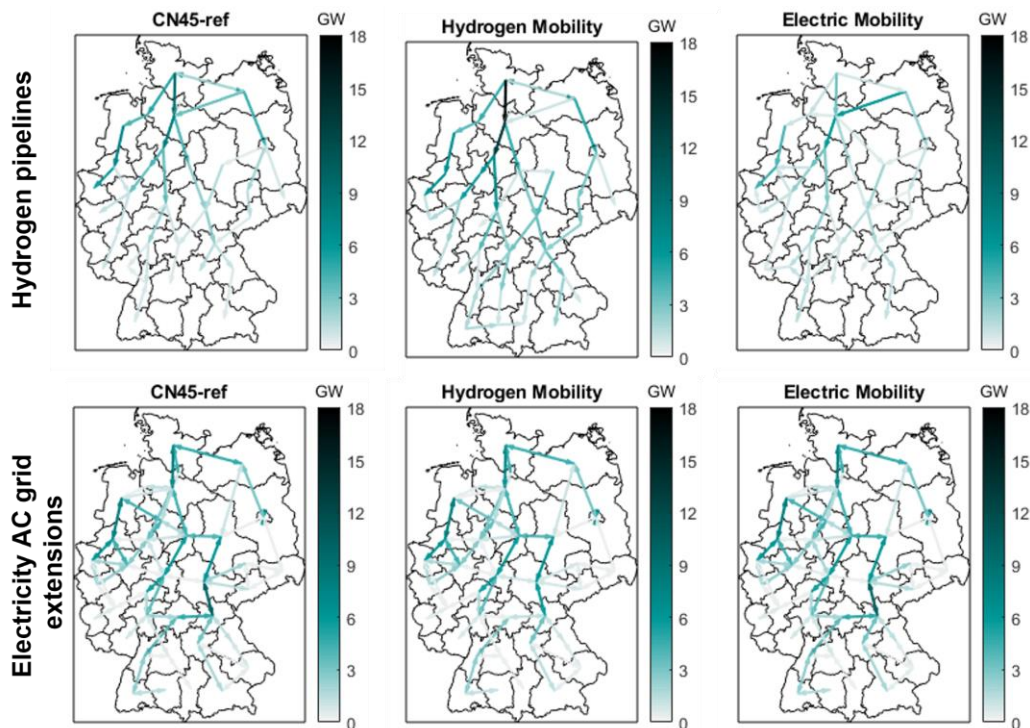 CN45-ref
GW
18
15
12
9
6
3
0
Hydrogen Mobility
GW
18
15
12
9
6
3
0
Electric Mobility
GW
18
15
12
9
6
3
0
Hydrogen pipelines
CN45-ref
GW
18
15
12
9
6
3
0
Hydrogen Mobility
GW
18
15
12
9
6
3
0
Electric Mobility
GW
18
15
12
9
6
3
0
Electricity AC grid
extensions